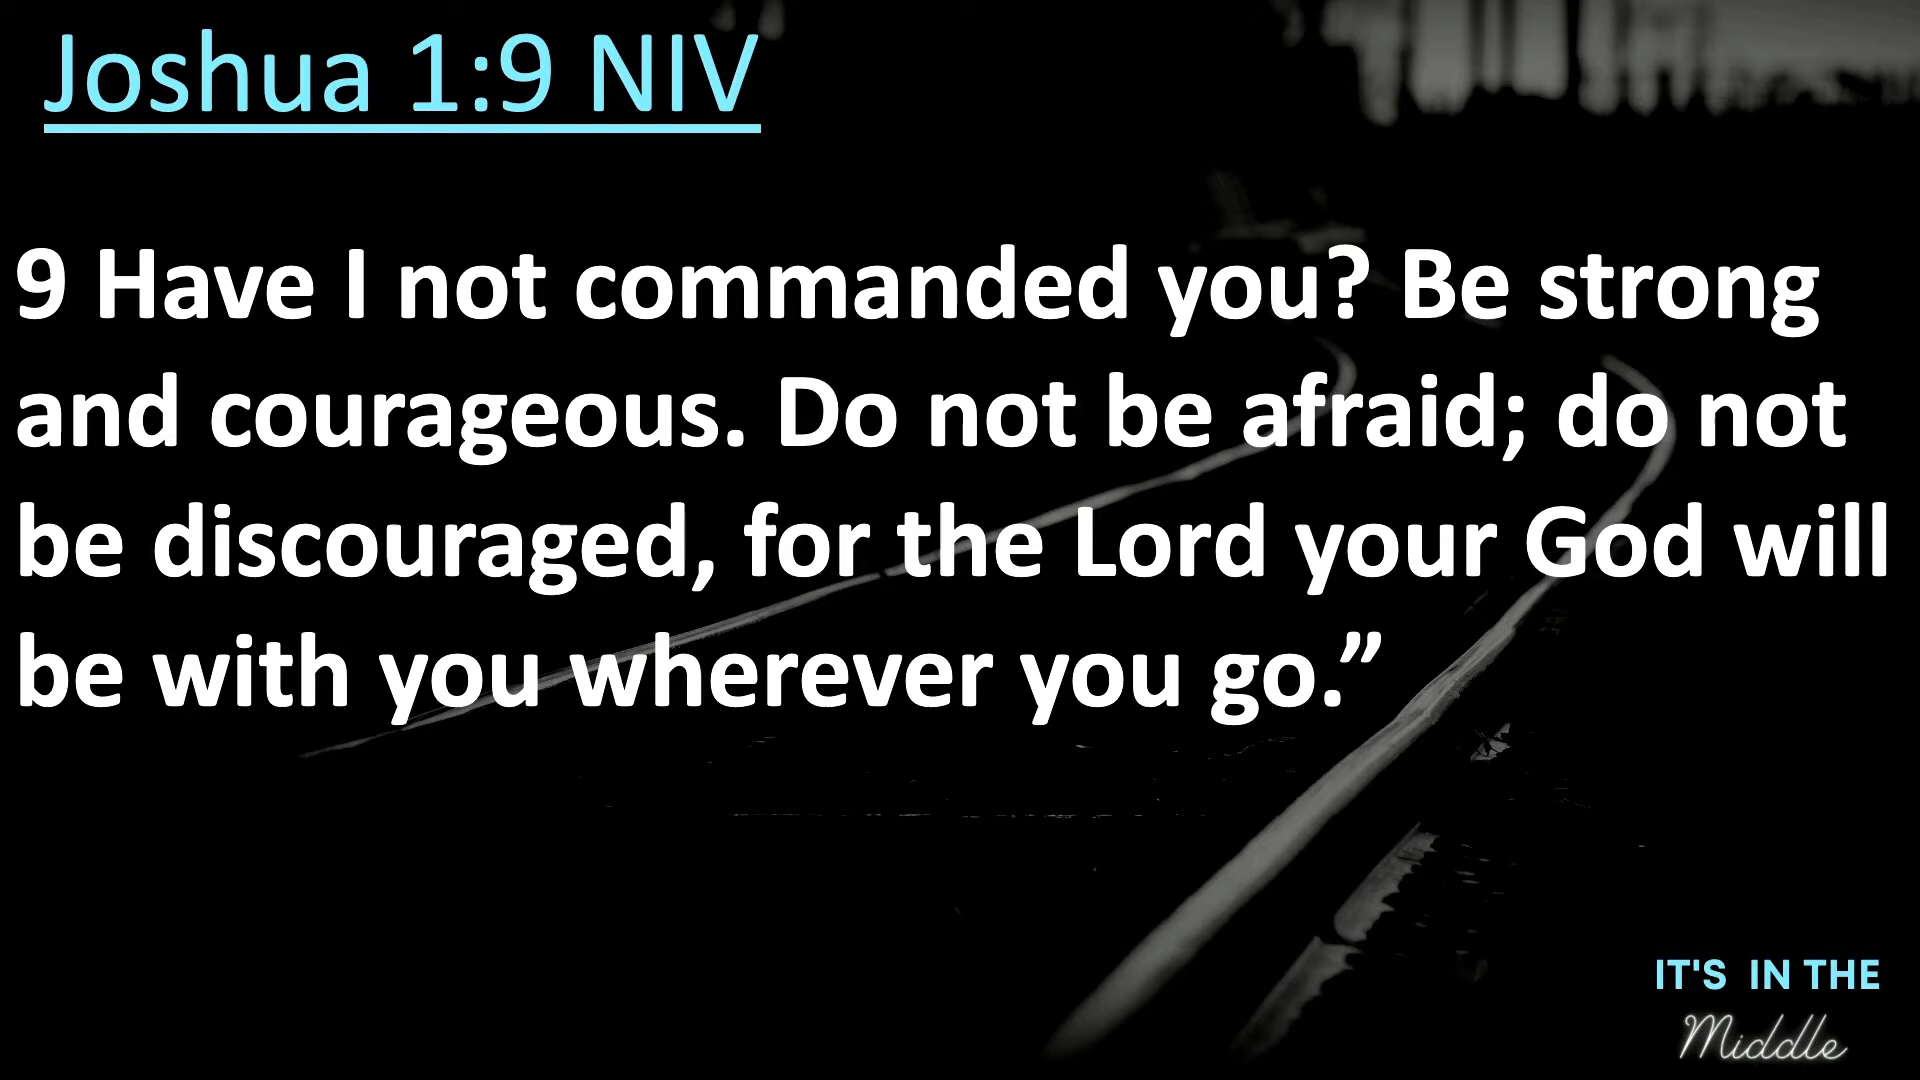 Joshua 1:9 NIV
9 Have I not commanded you? Be strong
and courageous. Do not be afraid; do not
be discouraged, for the Lord your God will
be with you wherever you go.”
IT'S IN THE
Middle